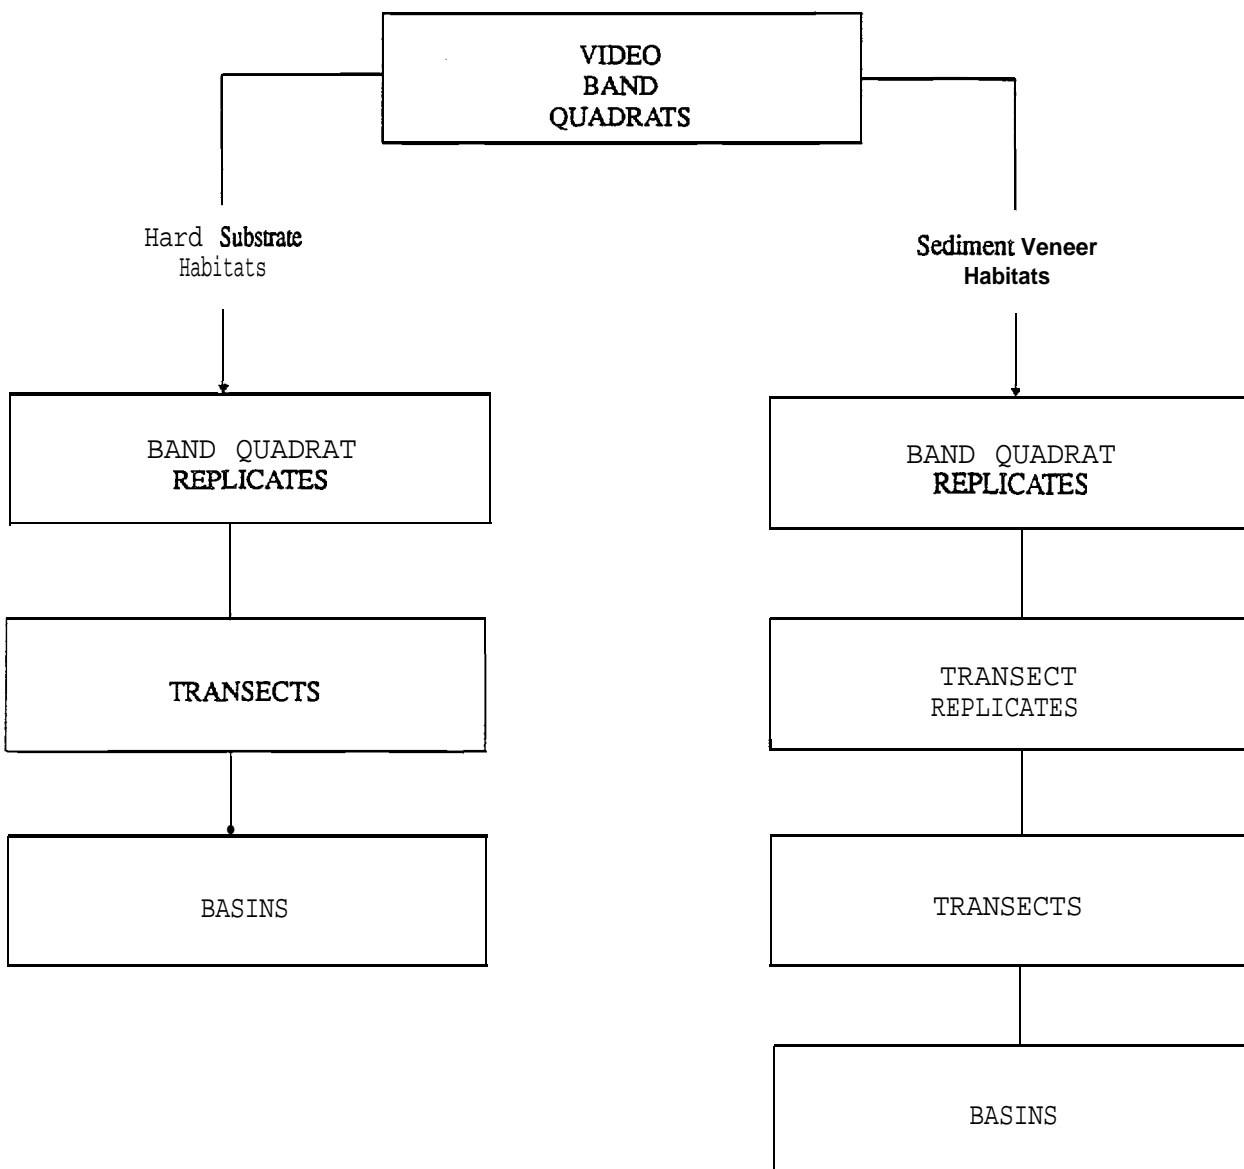 VIDEO
BAND
QUADRATS
Hard Substrate
Habitats
Sediment Veneer
Habitats
BAND QUADRAT
REPLICATES
BAND QUADRAT
REPLICATES
TRANSECTS
TRANSECT
REPLICATES
BASINS
TRANSECTS
BASINS